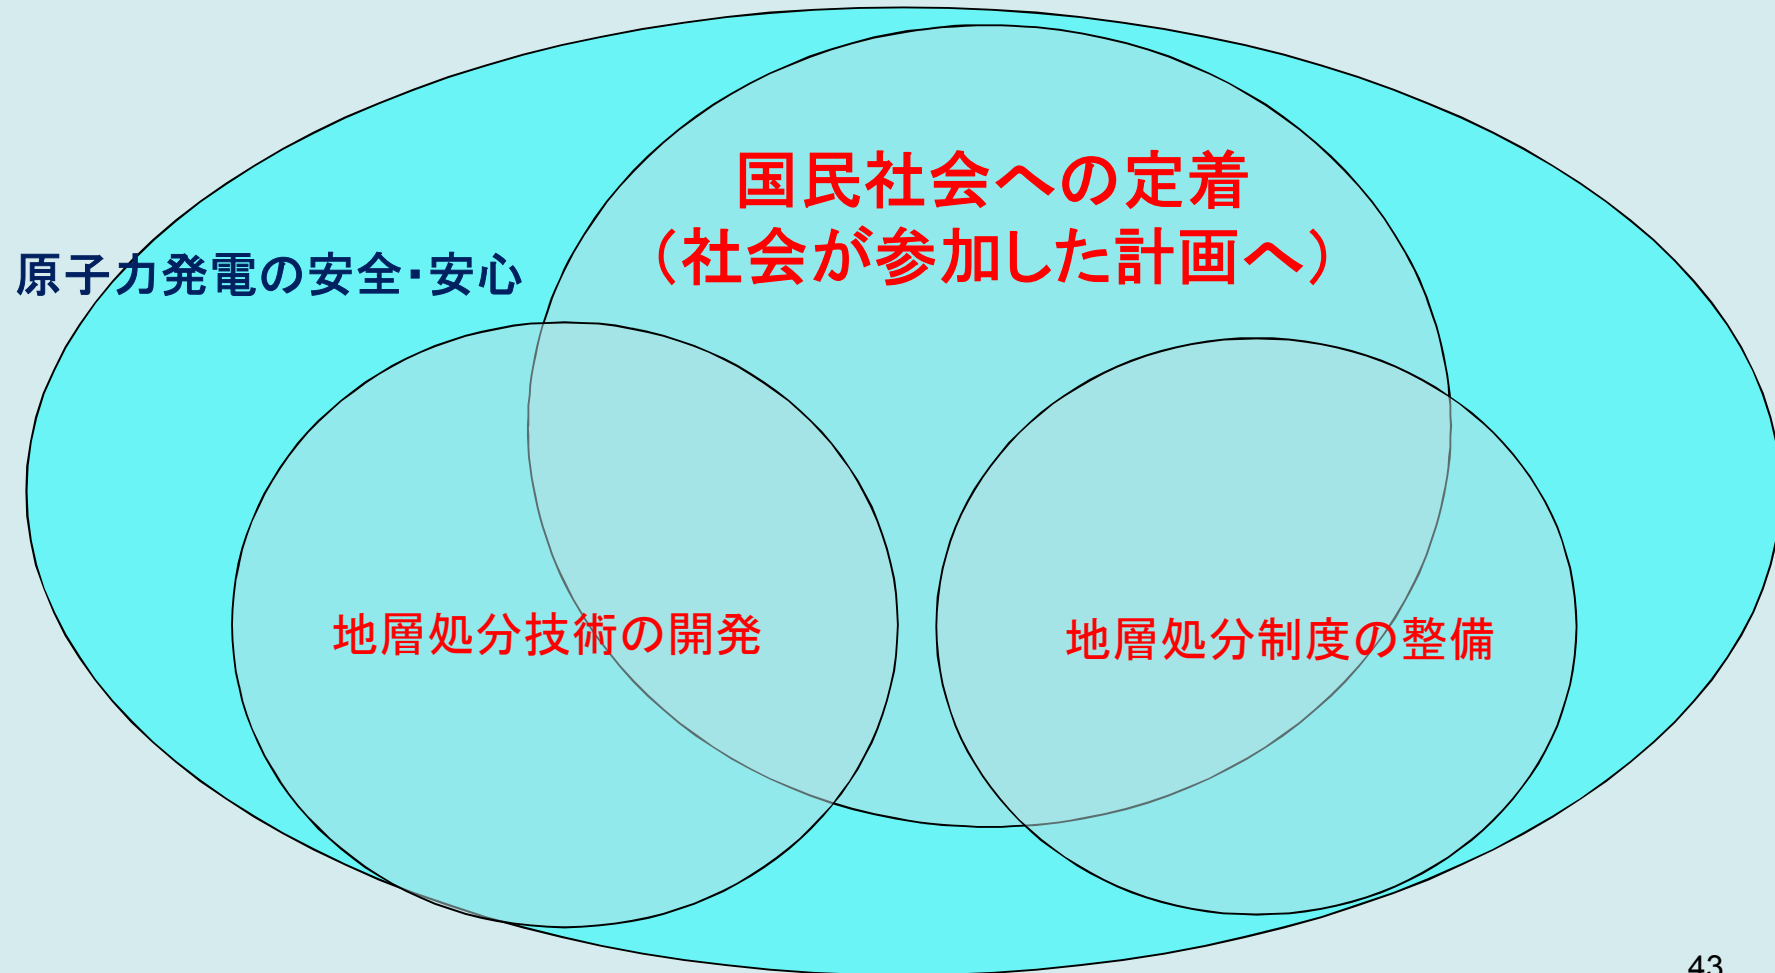 国民社会への定着
（社会が参加した計画へ）
原子力発電の安全・安心
地層処分技術の開発
地層処分制度の整備
43